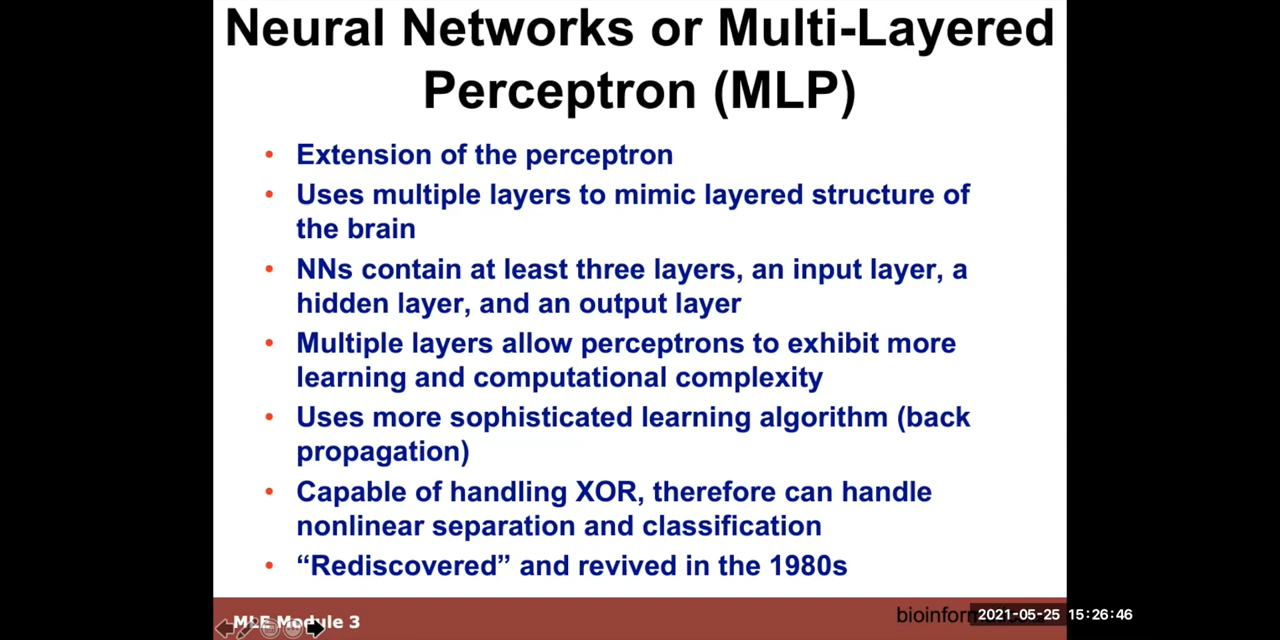 Neural Networks or Multi-Layered
Perceptron (MLP)
• Extension of the perceptron
• Uses multiple layers to mimic layered structure of
the brain
• NNs contain at least three layers, an input layer, a
hidden layer, and an output layer
• Multiple layers allow perceptrons to exhibit more
learning and computational complexity
• Uses more sophisticated learning algorithm (back
propagation)
• Capable of handling XOR, therefore can handle
nonlinear separation and classification
• “Rediscovered” and revived in the 1980s
MLE Module 3
2021-05-25 15:26:46